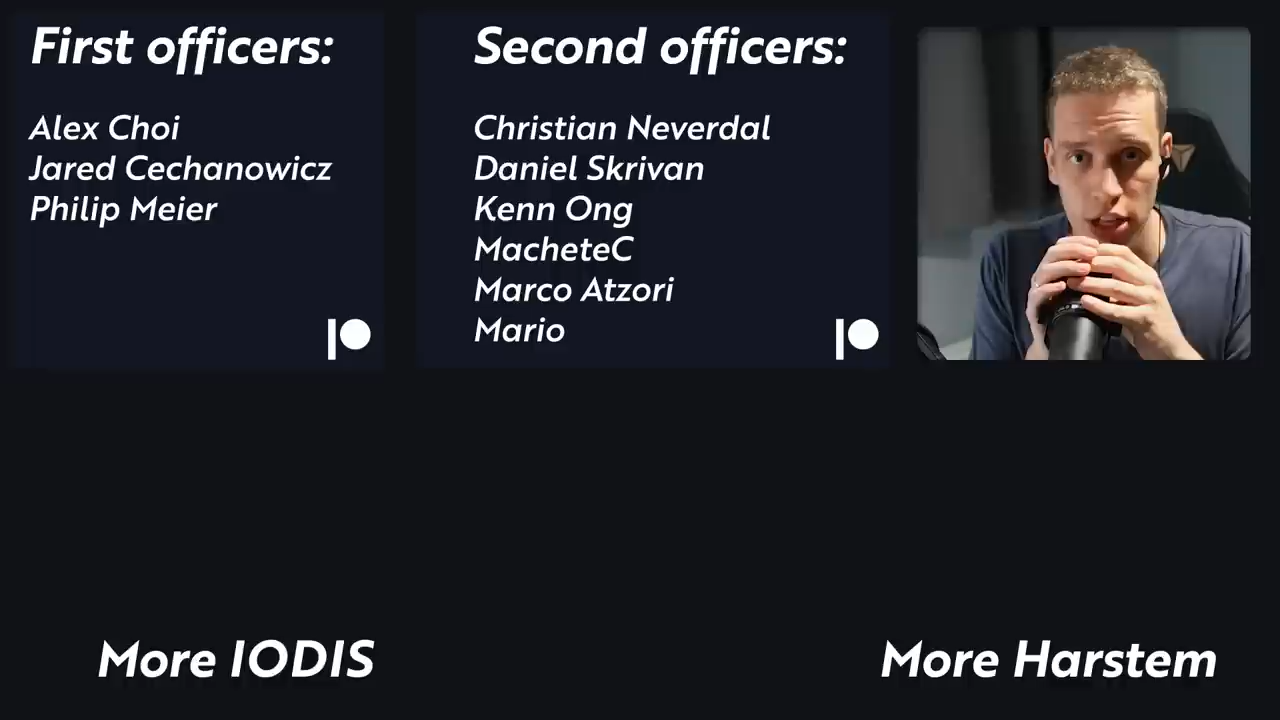 First officers:
Alex Choi
Jared Cechanowicz
Philip Meier
Second officers:
Christian Neverdal
Daniel Skrivan
Kenn Ong
MacheteC
Marco Atzori
Mario
More IODIS
More Harstem